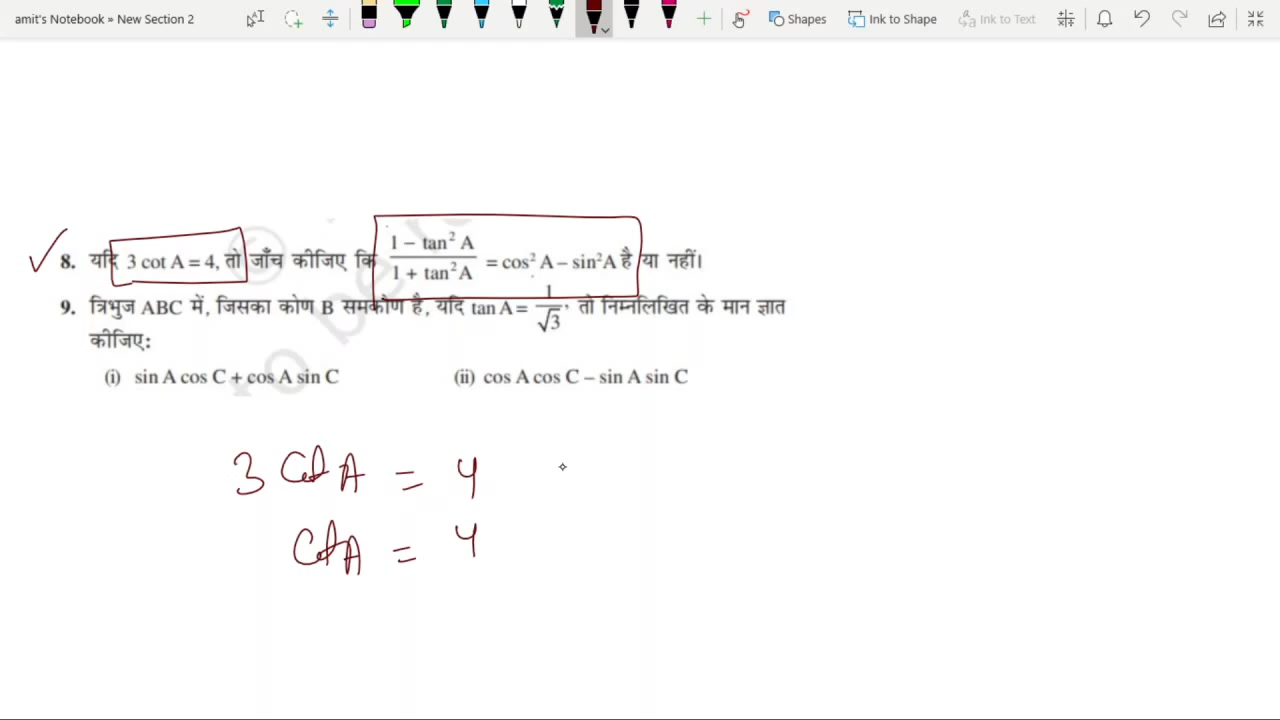 amit's Notebook » New Section 2
Shapes Ink to Shape Ink to Text
8. यदि 3 cot A = 4, तो जाँच कीजिए कि (1 – tan² A)/(1 + tan² A) = cos² A – sin² A है या नहीं।
9. त्रिभुज ABC में, जिसका कोण B समकोण है, यदि tan A = 1/√3, तो निम्नलिखित के मान ज्ञात
कीजिए:
(i) sin A cos C + cos A sin C (ii) cos A cos C – sin A sin C
3 Cot A = 4
Cot A = 4
to be